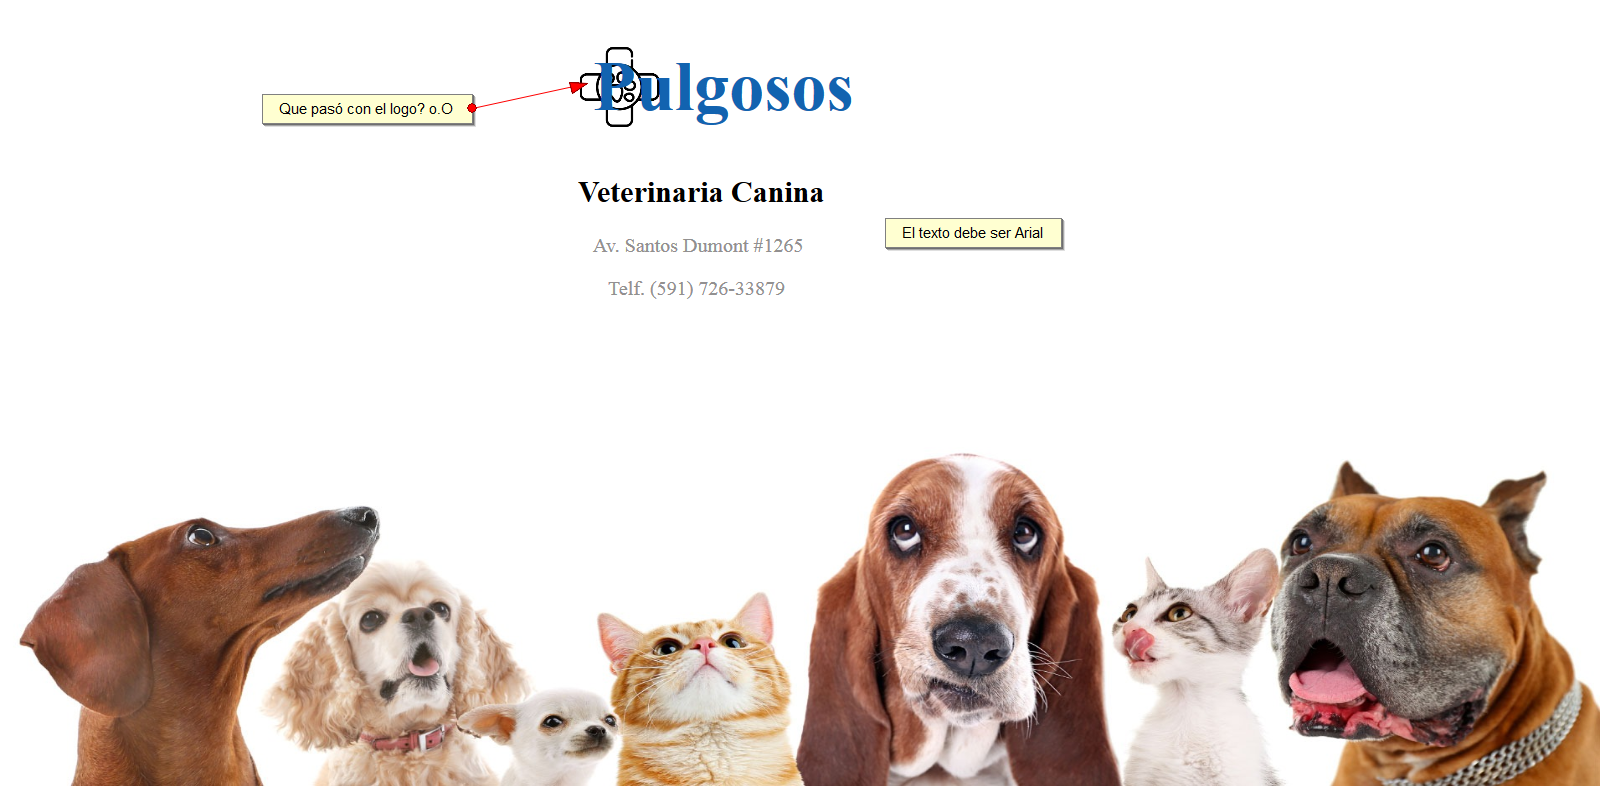 Pulgosos
Que pasó con el logo? o.O
Veterinaria Canina
El texto debe ser Arial
Av. Santos Dumont #1265
Telf. (591) 726-33879